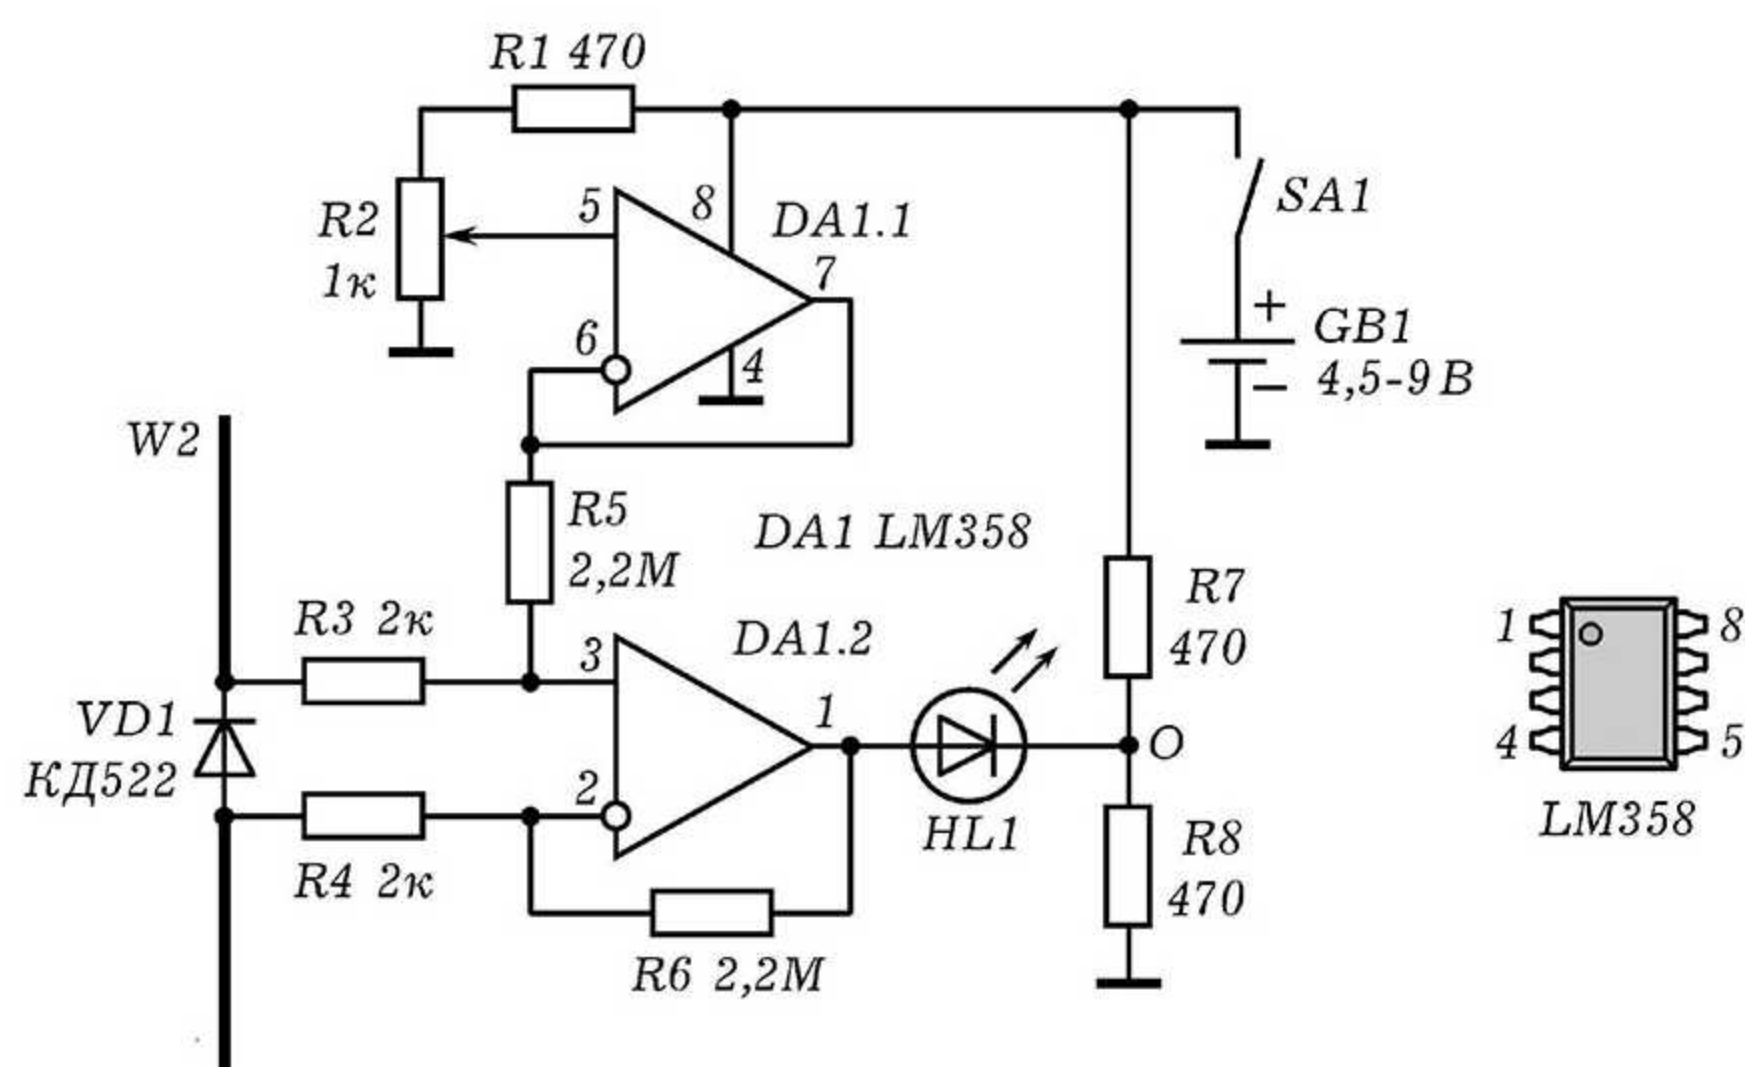 R1 470
R2
1к
5
8
DA1.1
7
6
4
SA1
+
GB1
4,5-9 В
−
W2
R5
2,2М
DA1 LM358
R3 2к
DA1.2
3
1
R7
470
VD1
КД522
2
O
HL1
R4 2к
R8
470
R6 2,2М
1
8
4
5
LM358